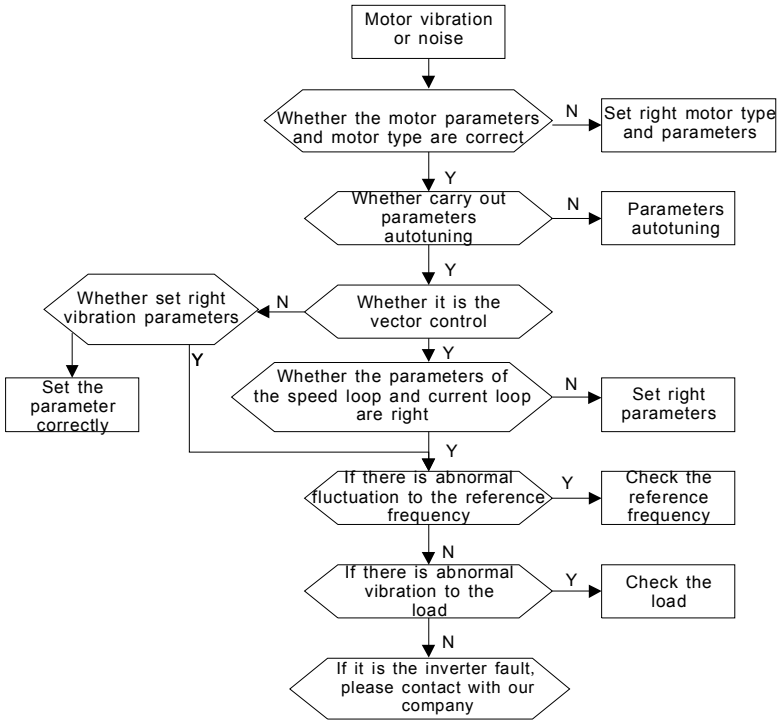 Motor vibration
or noise
Whether the motor parameters
and motor type are correct
N
Set right motor type
and parameters
Y
Whether carry out
parameters
autotuning
N
Parameters
autotuning
Y
Whether set right
vibration parameters
N
Whether it is the
vector control
Y
Y
Set the
parameter
correctly
Whether the parameters of
the speed loop and current loop
are right
N
Set right
parameters
Y
If there is abnormal
fluctuation to the reference
frequency
Y
Check the
reference
frequency
N
If there is abnormal
vibration to the
load
Y
Check the
load
N
If it is the inverter fault,
please contact with our
company